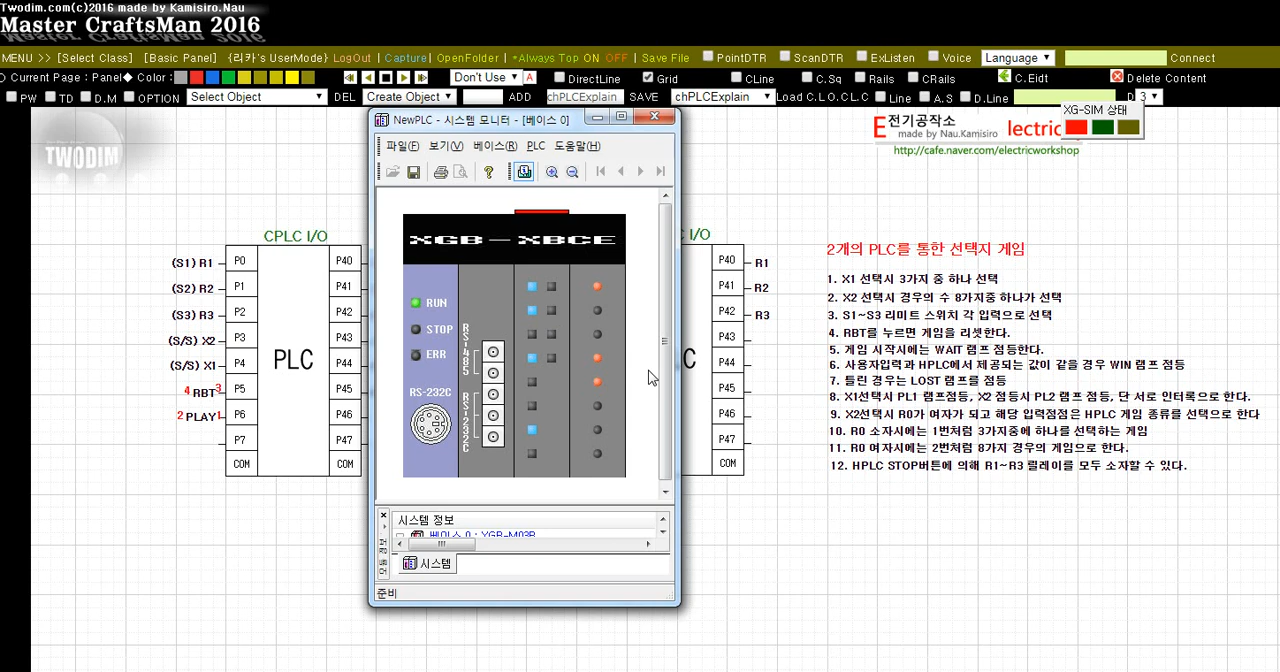 Twodim.com(c)2016 made by Kamisiro.Nau
Master CraftsMan 2016
MENU >> [Select Class] [Basic Panel] {리카's UserMode} LogOut | Capture| OpenFolder | *Always Top ON OFF | Save File PointDTR ScanDTR ExListen Voice Language Connect
Current Page : Panel◆ Color : Don't Use A DirectLine Grid CLine C.Sq Rails CRails C.Eidt Delete Content
PW TD D.M OPTION Select Object DEL Create Object ADD chPLCExplain SAVE chPLCExplain Load C.L.O.C.L.C Line A.S D.Line D 3
XG-SIM 상태
TWODIM
E전기공작소
made by Nau.Kamisiro
lectric
http://cafe.naver.com/electricworkshop
NewPLC - 시스템 모니터 - [베이스 0]
파일(F) 보기(V) 베이스(R) PLC 도움말(H)
XGB-XBCE
RUN
STOP
ERR
RS-485
RS-232C
RS-232C
시스템 정보
베이스 0 : XGB-M03B
시스템
준비
CPLC I/O
(S1) R1 P0 P40
(S2) R2 P1 P41
(S3) R3 P2 P42
(S/S) X2 P3 P43
(S/S) X1 P4 P44
4 RBT3 P5 P45
2 PLAY1 P6 P46
P7 P47
COM COM
PLC
C I/O
P40 R1
P41 R2
P42 R3
P43
P44
P45
P46
P47
COM
C
2개의 PLC를 통한 선택지 게임
1. X1 선택시 3가지 중 하나 선택
2. X2 선택시 경우의 수 8가지중 하나가 선택
3. S1~S3 리미트 스위치 각 입력으로 선택
4. RBT를 누르면 게임을 리셋한다.
5. 게임 시작시에는 WAIT 램프 점등한다.
6. 사용자입력과 HPLC에서 제공되는 값이 같을 경우 WIN 램프 점등
7. 틀린 경우는 LOST 램프를 점등
8. X1선택시 PL1 램프점등, X2 점등시 PL2 램프 점등, 단 서로 인터록으로 한다.
9. X2선택시 R0가 여자가 되고 해당 입력점점은 HPLC 게임 종류를 선택으로 한다
10. R0 소자시에는 1번처럼 3가지중에 하나를 선택하는 게임
11. R0 여자시에는 2번처럼 8가지 경우의 게임으로 한다.
12. HPLC STOP버튼에 의해 R1~R3 릴레이를 모두 소자할 수 있다.